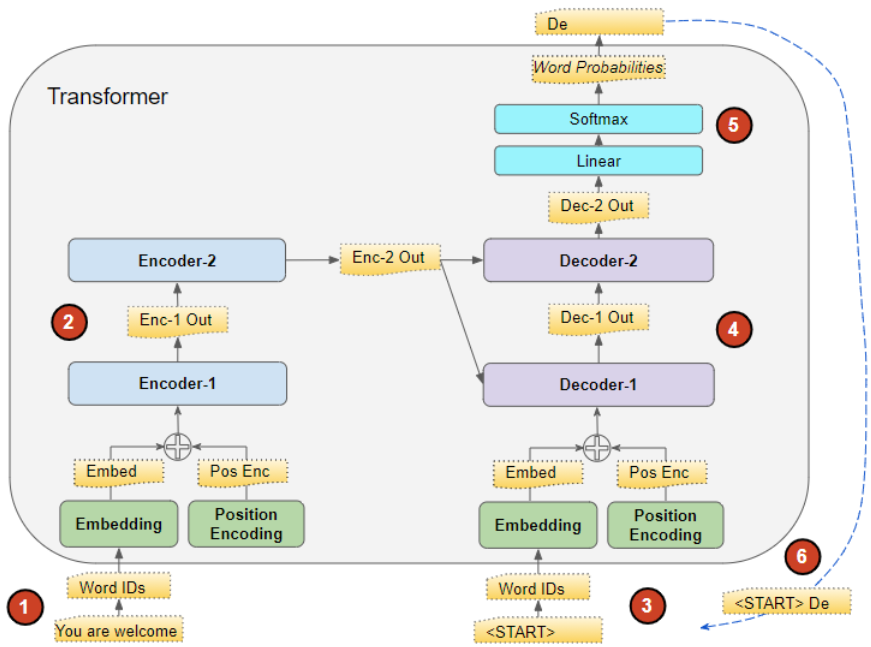 De
Word Probabilities
Transformer
Softmax
5
Linear
Dec-2 Out
Encoder-2
Enc-2 Out
Decoder-2
2
Enc-1 Out
Dec-1 Out
4
Encoder-1
Decoder-1
Embed
Pos Enc
Embed
Pos Enc
Embedding
Position
Encoding
Embedding
Position
Encoding
6
Word IDs
Word IDs
1
3
<START> De
You are welcome
<START>